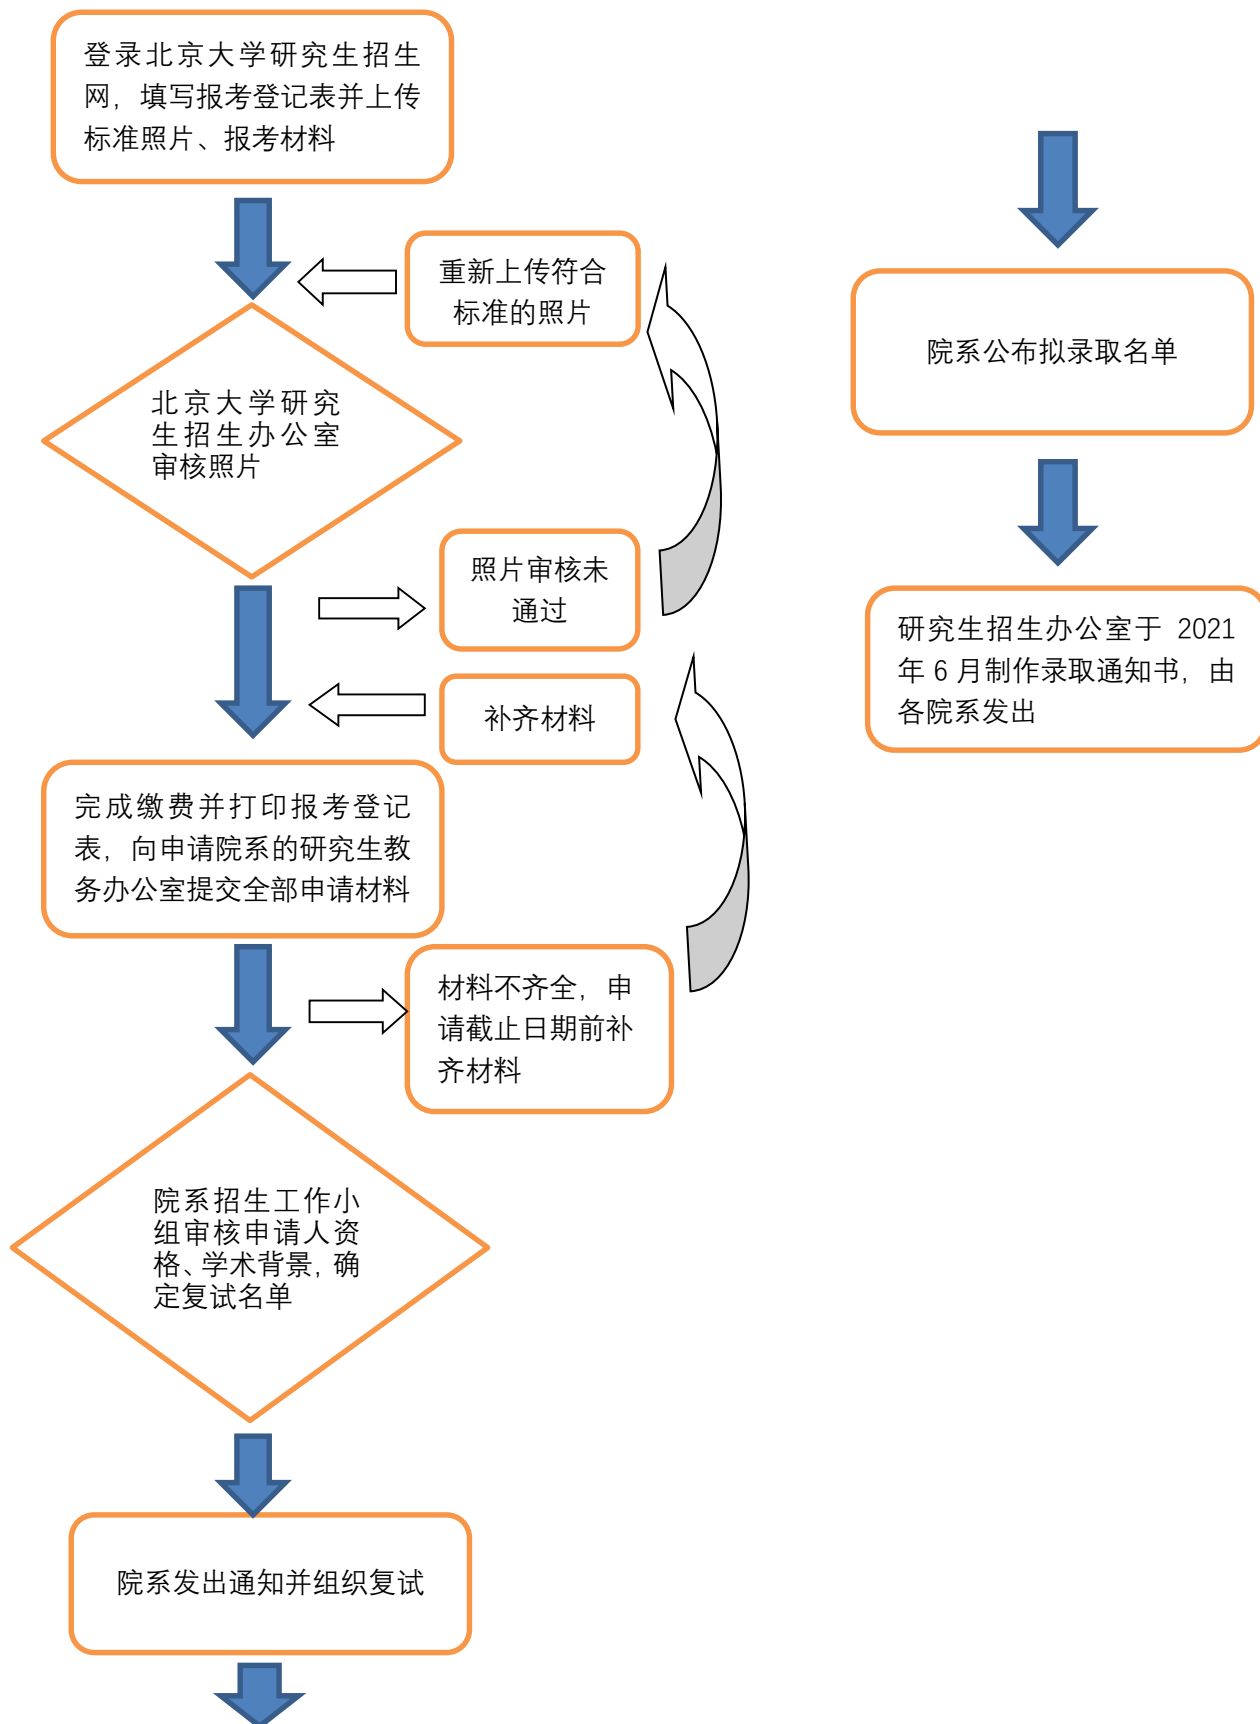 登录北京大学研究生招生
网，填写报考登记表并上传
标准照片、报考材料
重新上传符合
标准的照片
北京大学研究
生招生办公室
审核照片
照片审核未
通过
补齐材料
完成缴费并打印报考登记
表，向申请院系的研究生教
务办公室提交全部申请材料
材料不齐全，申
请截止日期前补
齐材料
院系招生工作小
组审核申请人资
格、学术背景，确
定复试名单
院系发出通知并组织复试
院系公布拟录取名单
研究生招生办公室于 2021
年 6 月制作录取通知书，由
各院系发出